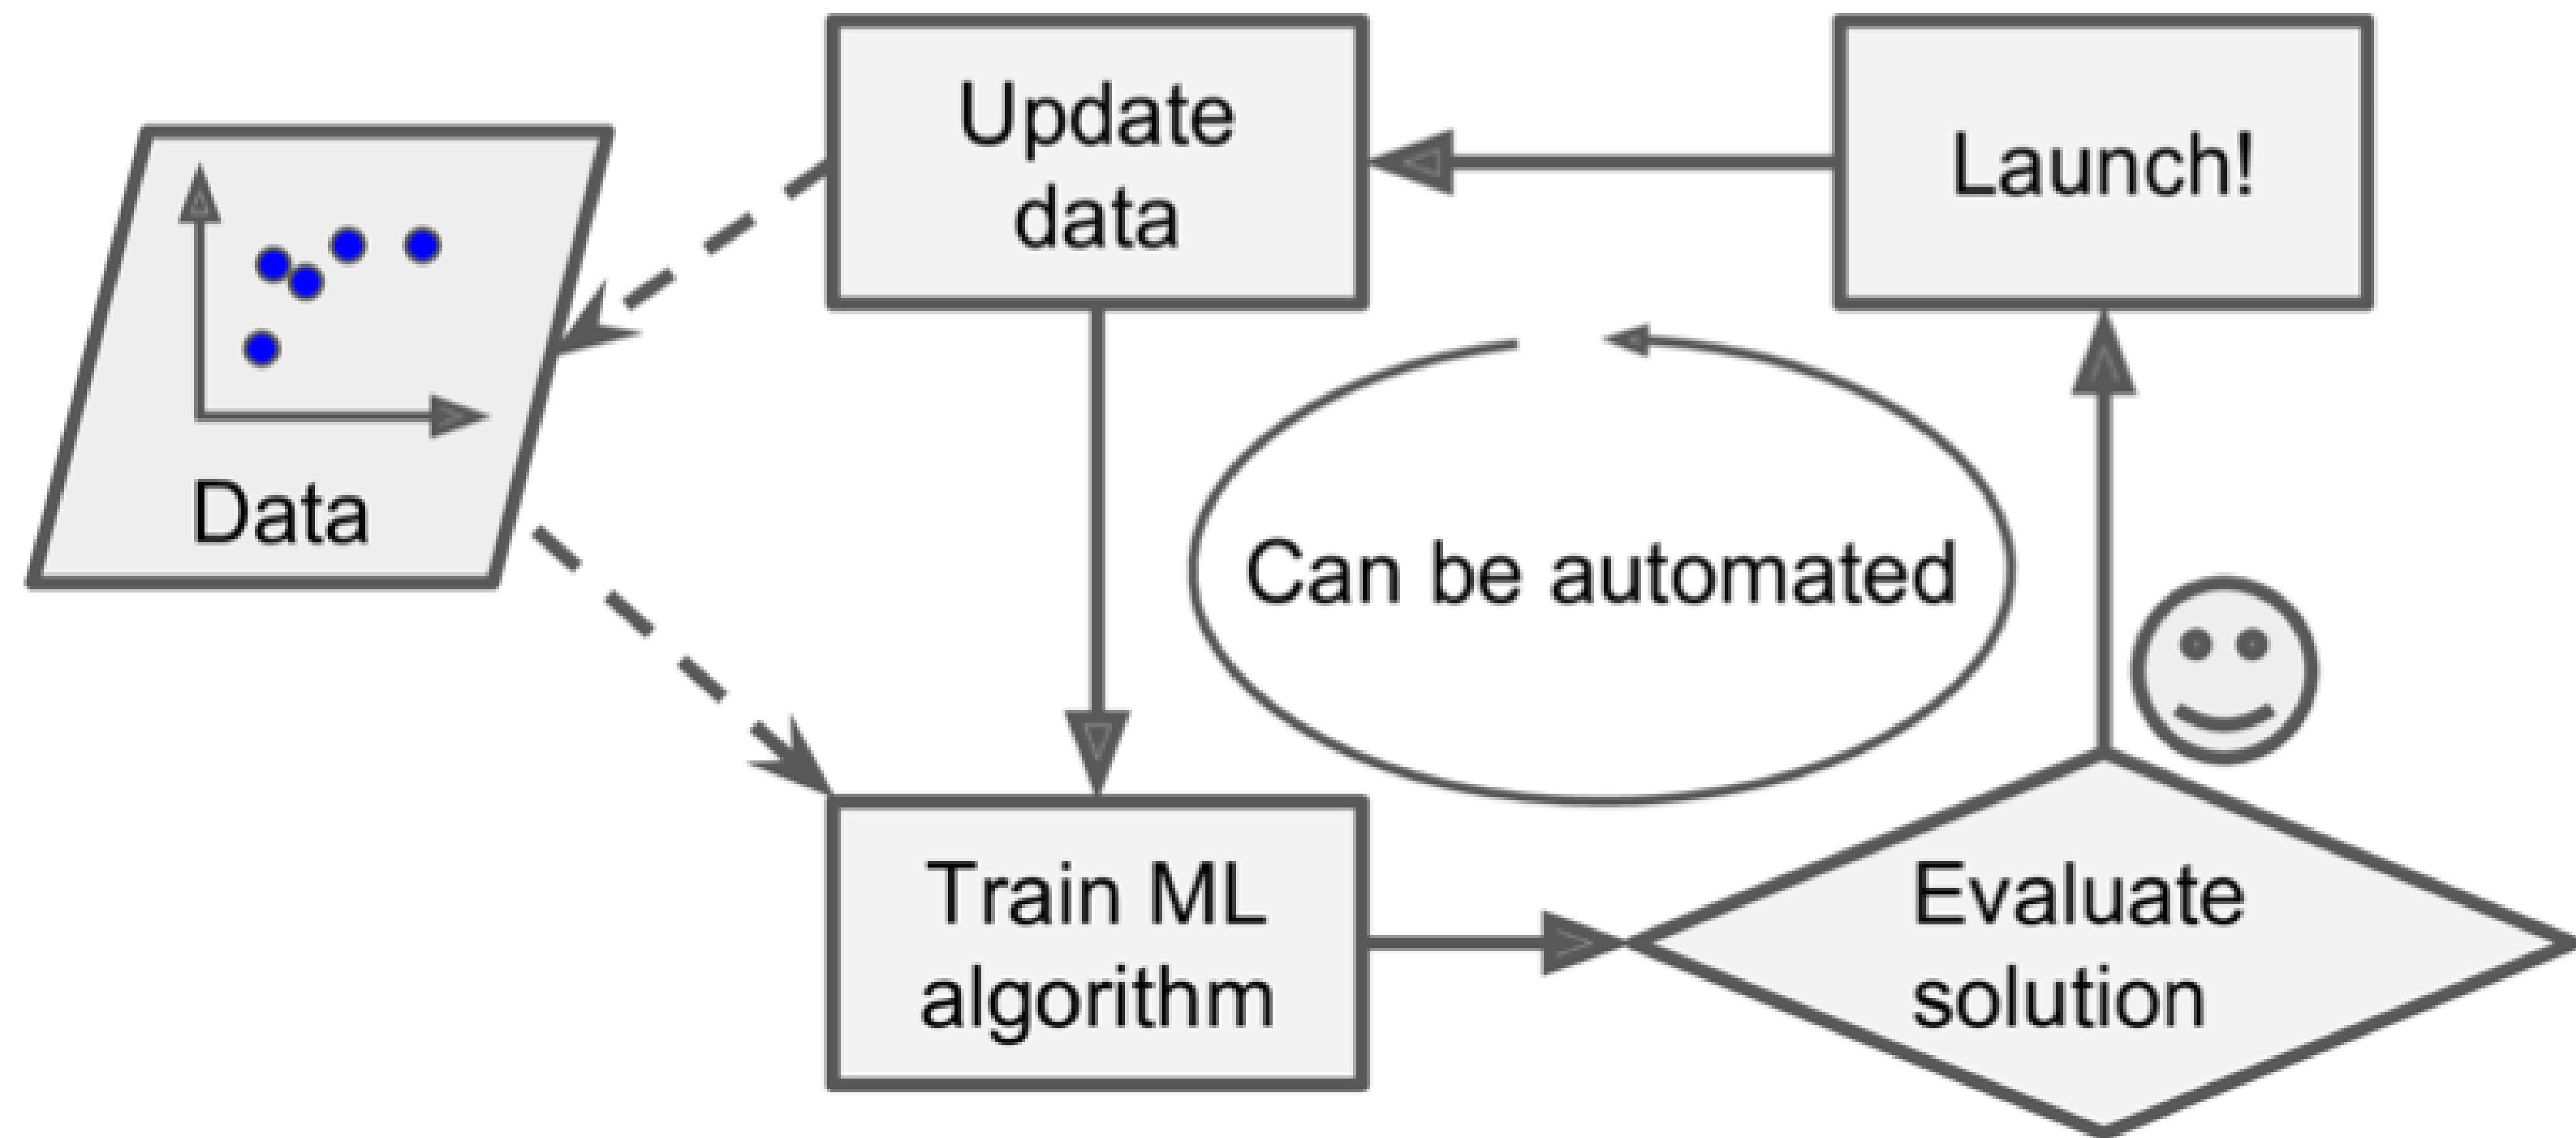 Update
data
Launch!
Data
Can be automated
Train ML
algorithm
Evaluate
solution